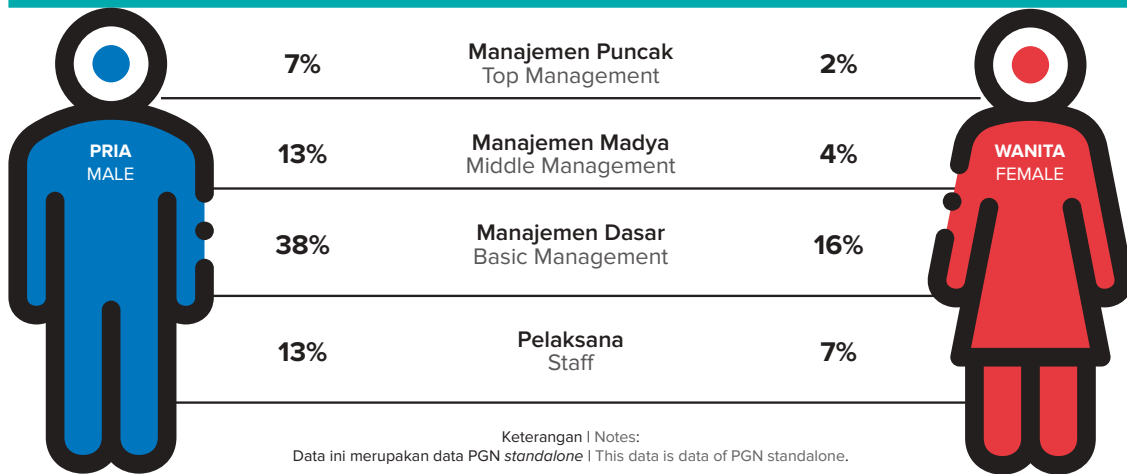 PRIA
MALE
WANITA
FEMALE
7% Manajemen Puncak 2%
Top Management
13% Manajemen Madya 4%
Middle Management
38% Manajemen Dasar 16%
Basic Management
13% Pelaksana 7%
Staff
Keterangan | Notes:
Data ini merupakan data PGN standalone | This data is data of PGN standalone.